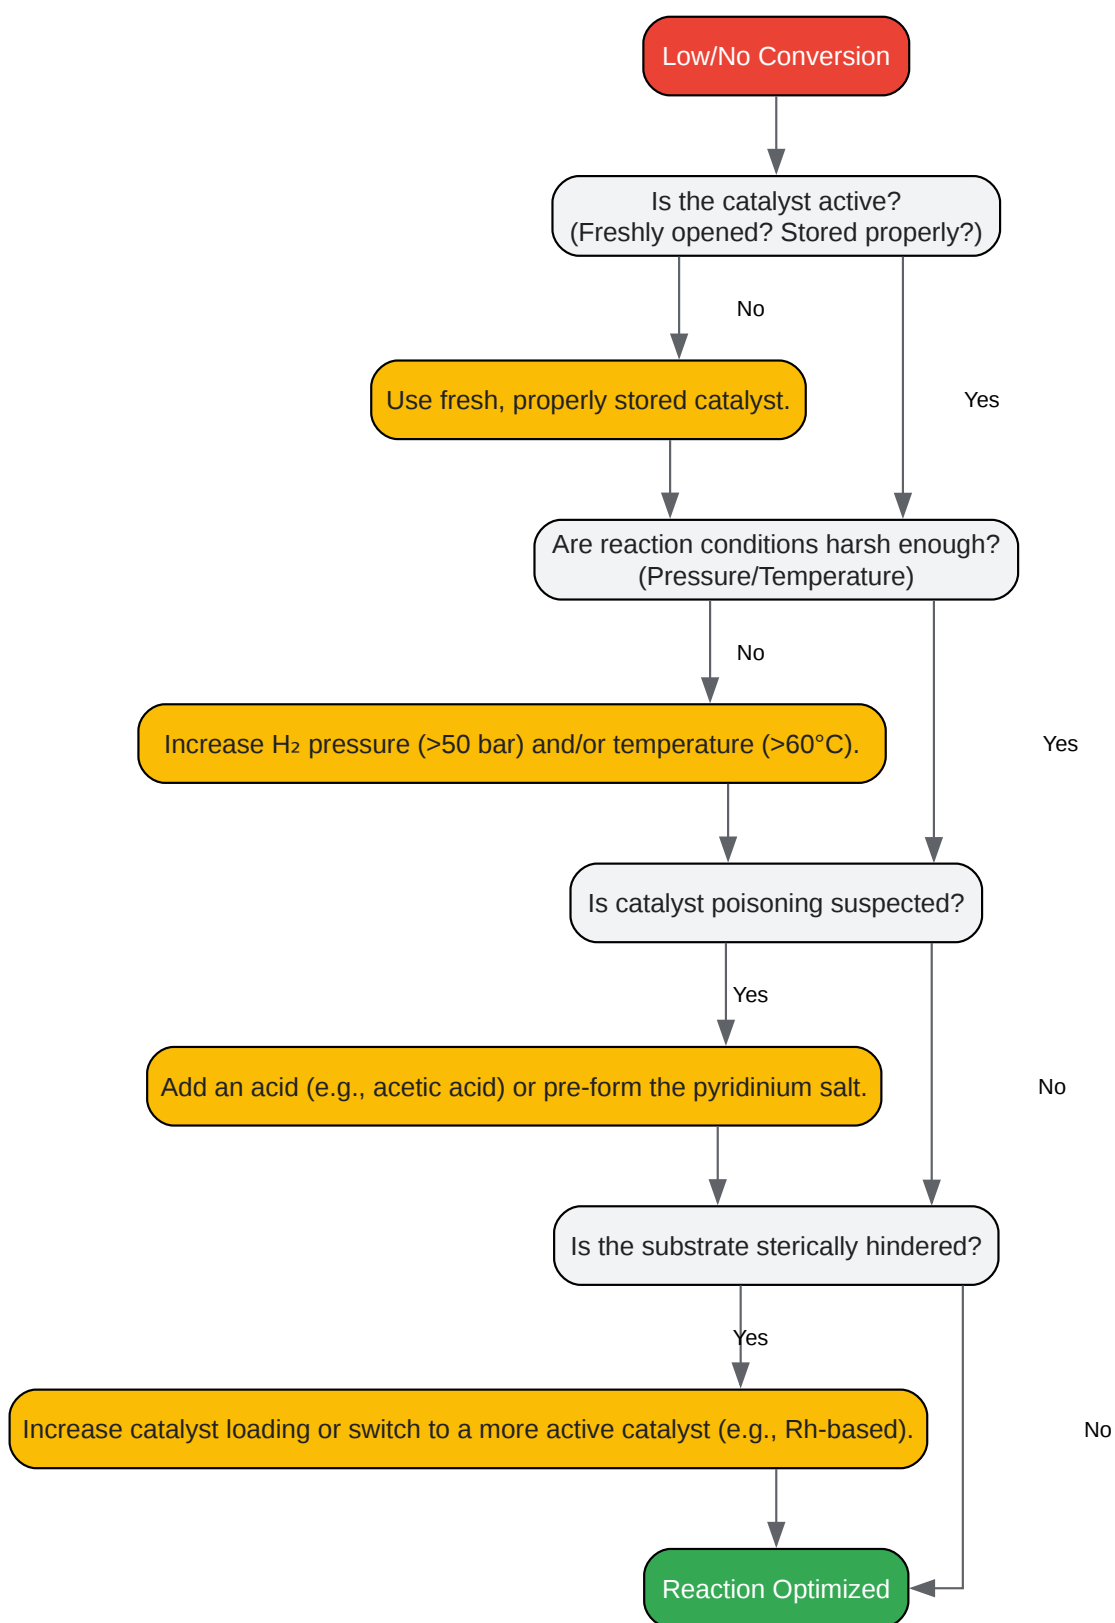 Low/No Conversion
Is the catalyst active?
(Freshly opened? Stored properly?)
No
Use fresh, properly stored catalyst.
Yes
Are reaction conditions harsh enough?
(Pressure/Temperature)
No
Increase H₂ pressure (>50 bar) and/or temperature (>60°C).
Yes
Is catalyst poisoning suspected?
Yes
Add an acid (e.g., acetic acid) or pre-form the pyridinium salt.
No
Is the substrate sterically hindered?
Yes
Increase catalyst loading or switch to a more active catalyst (e.g., Rh-based).
No
Reaction Optimized